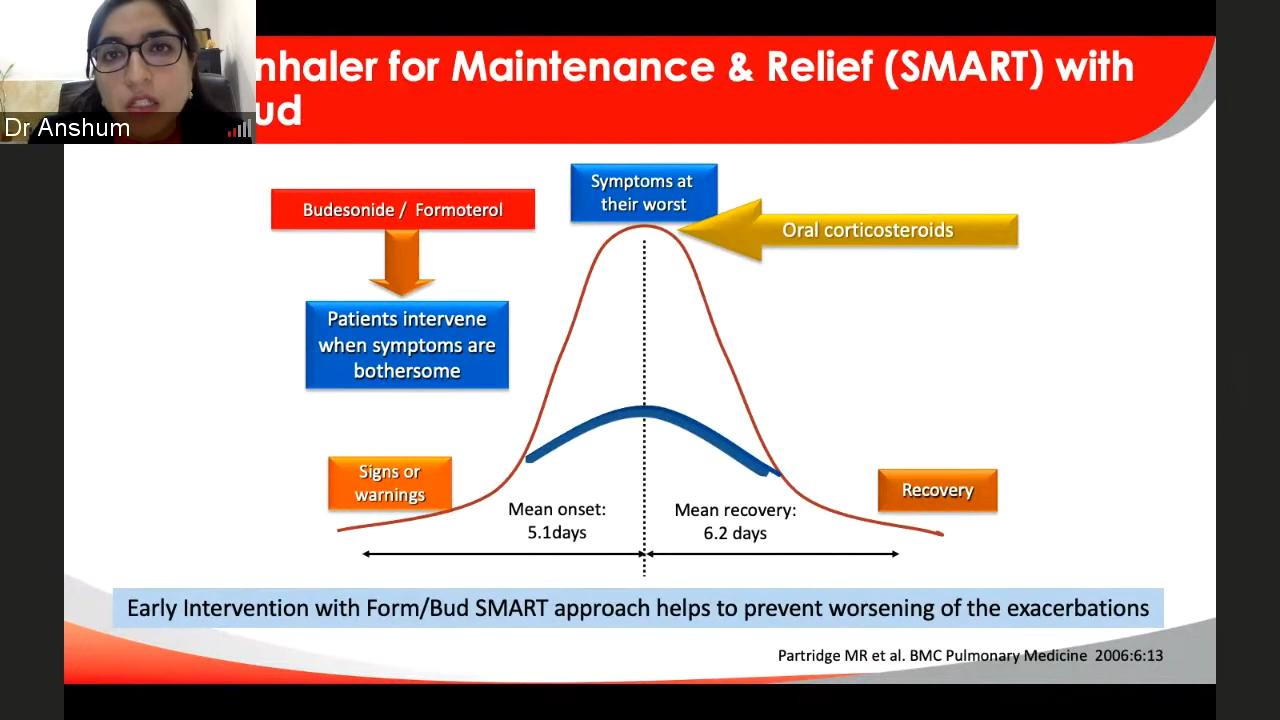 Dr Anshum
nhaler for Maintenance & Relief (SMART) with
ud
Symptoms at
their worst
Budesonide / Formoterol
Oral corticosteroids
Patients intervene
when symptoms are
bothersome
Signs or
warnings
Recovery
Mean onset:
5.1days
Mean recovery:
6.2 days
Early Intervention with Form/Bud SMART approach helps to prevent worsening of the exacerbations
Partridge MR et al. BMC Pulmonary Medicine 2006:6:13